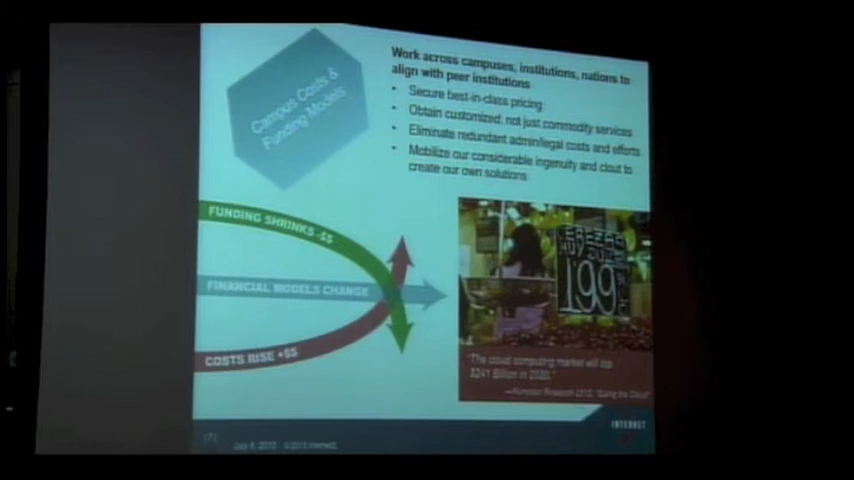 Campus Costs &
Funding Models
Work across campuses, institutions, nations to
align with peer institutions
• Secure best-in-class pricing
• Obtain customized, not just commodity services
• Eliminate redundant admin/legal costs and efforts
• Mobilize our considerable ingenuity and clout to
create our own solutions
FUNDING SHRINKS -$$
FINANCIAL MODELS CHANGE
COSTS RISE +$$
1'99
"The cloud computing market will top
$241 Billion in 2020."
INTERNET